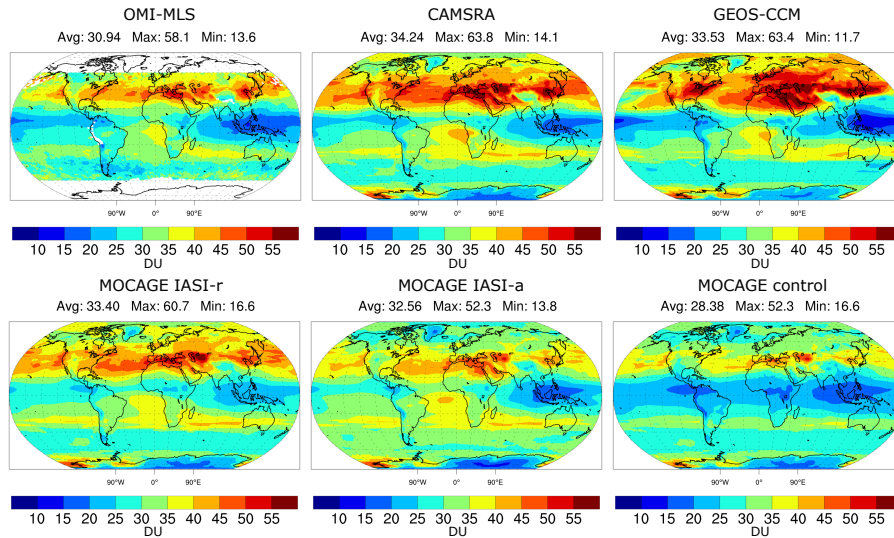 OMI-MLS CAMSRA GEOS-CCM
Avg: 30.94 Max: 58.1 Min: 13.6 Avg: 34.24 Max: 63.8 Min: 14.1 Avg: 33.53 Max: 63.4 Min: 11.7
90°W 0° 90°E 90°W 0° 90°E 90°W 0° 90°E
10 15 20 25 30 35 40 45 50 55 10 15 20 25 30 35 40 45 50 55 10 15 20 25 30 35 40 45 50 55
DU DU DU
MOCAGE IASI-r MOCAGE IASI-a MOCAGE control
Avg: 33.40 Max: 60.7 Min: 16.6 Avg: 32.56 Max: 52.3 Min: 13.8 Avg: 28.38 Max: 52.3 Min: 16.6
90°W 0° 90°E 90°W 0° 90°E 90°W 0° 90°E
10 15 20 25 30 35 40 45 50 55 10 15 20 25 30 35 40 45 50 55 10 15 20 25 30 35 40 45 50 55
DU DU DU